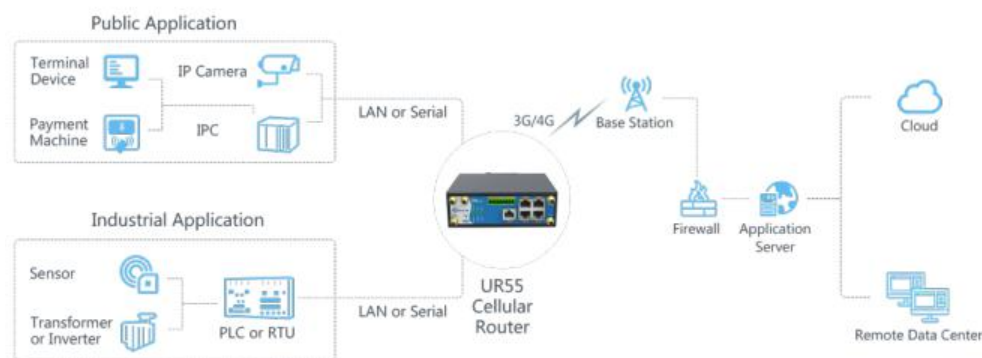 Public Application
Terminal
Device
IP Camera
Payment
Machine
IPC
LAN or Serial
3G/4G
Base Station
Cloud
Firewall
Application
Server
Industrial Application
Sensor
Transformer
or Inverter
PLC or RTU
LAN or Serial
UR55
Cellular
Router
Remote Data Center